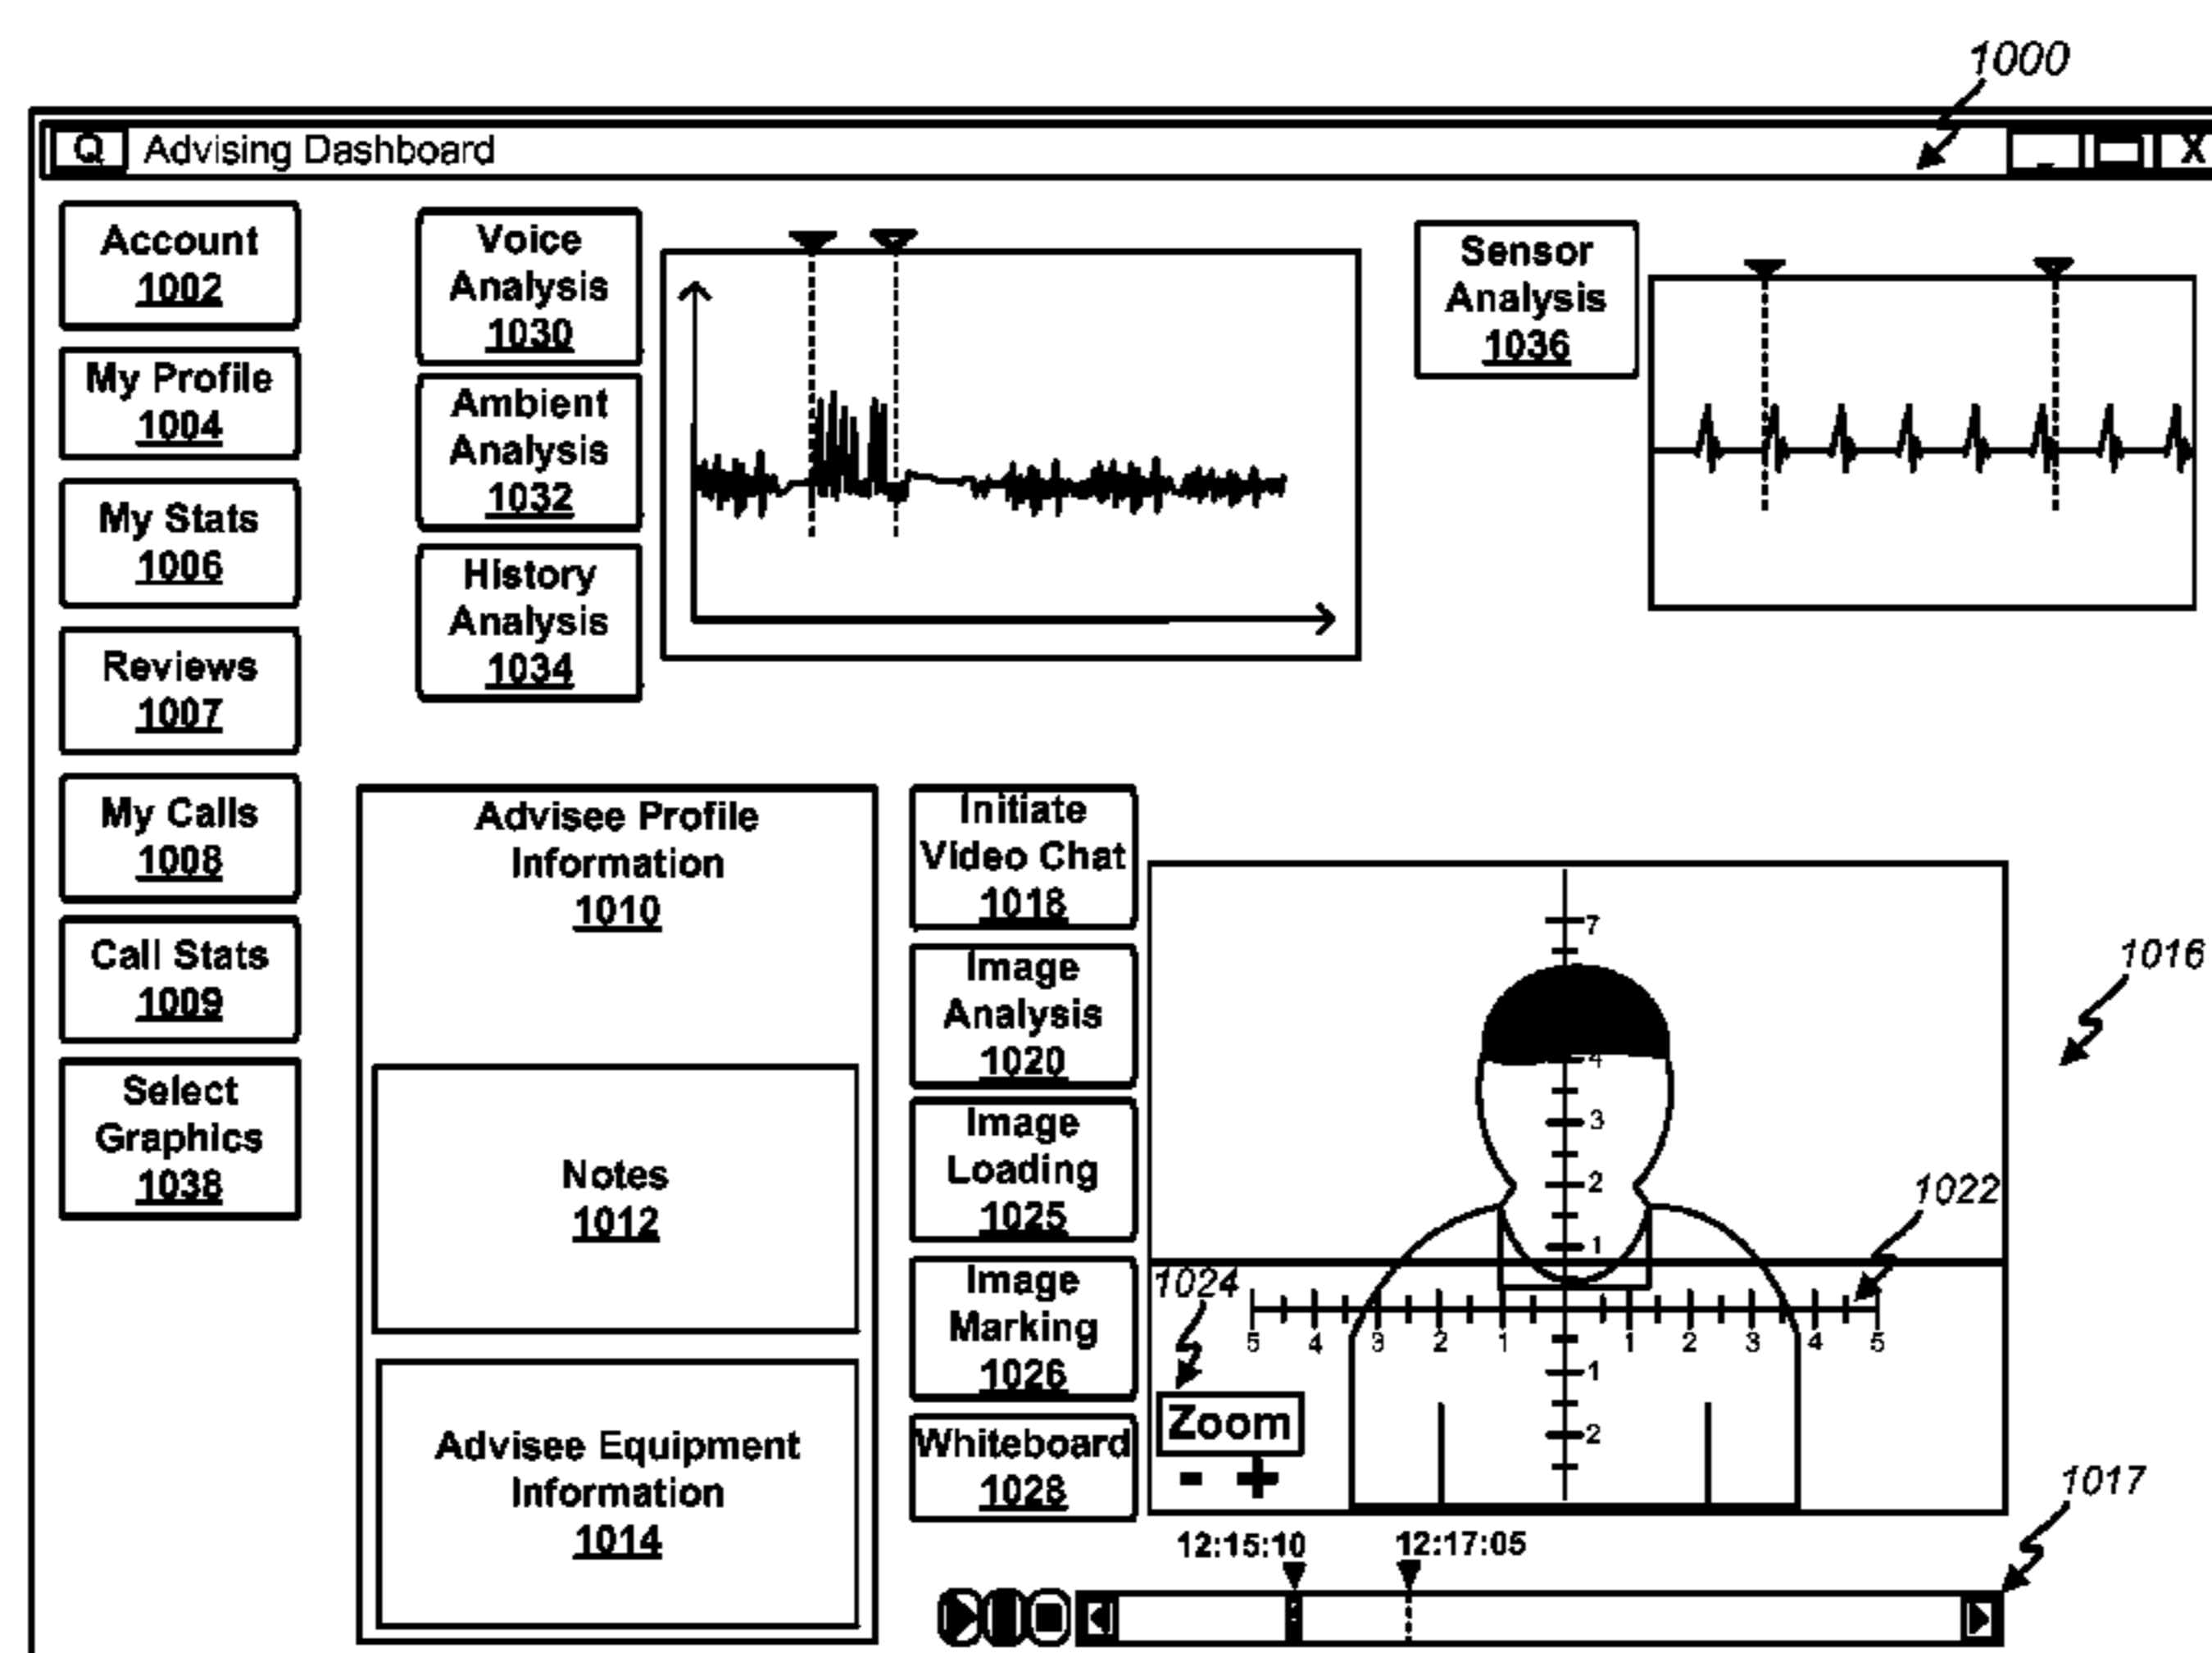 1000
Q Advising Dashboard X
Account
1002
My Profile
1004
My Stats
1006
Reviews
1007
My Calls
1008
Call Stats
1009
Select
Graphics
1038
Voice
Analysis
1030
Ambient
Analysis
1032
History
Analysis
1034
Sensor
Analysis
1036
Advisee Profile
Information
1010
Notes
1012
Advisee Equipment
Information
1014
Initiate
Video Chat
1018
Image
Analysis
1020
Image
Loading
1025
Image
Marking
1026
Whiteboard
1028
7
4
3
2
1
5 4 3 2 1 1 2 3 4 5
1
2
1016
1022
1024
Zoom
- +
1017
12:15:10 12:17:05